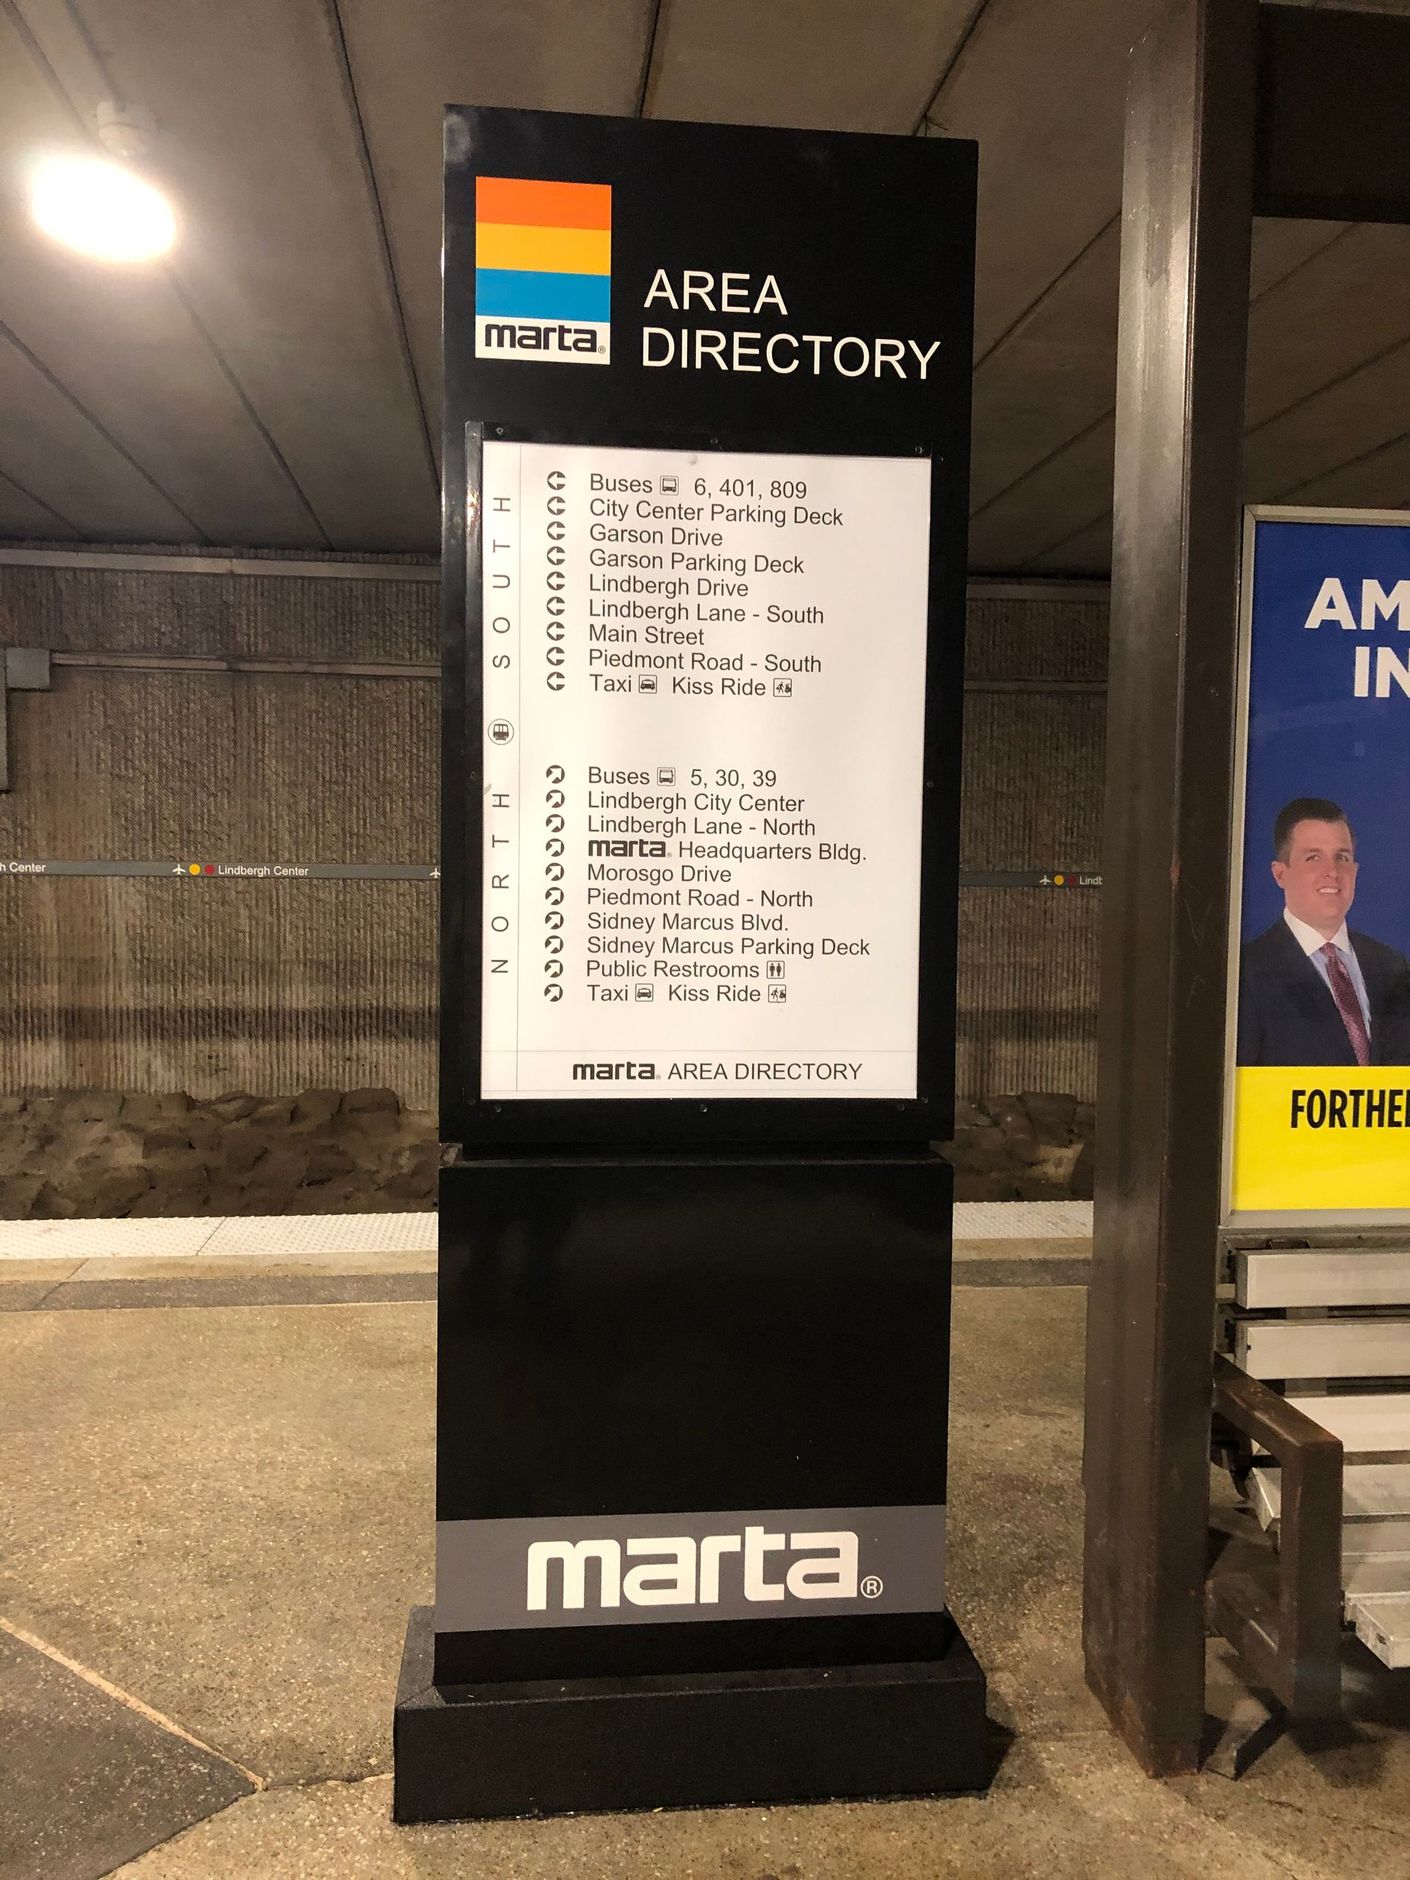 marta®
AREA
DIRECTORY
SOUTH
Buses 6, 401, 809
City Center Parking Deck
Garson Drive
Garson Parking Deck
Lindbergh Drive
Lindbergh Lane - South
Main Street
Piedmont Road - South
Taxi Kiss Ride
NORTH
Buses 5, 30, 39
Lindbergh City Center
Lindbergh Lane - North
marta® Headquarters Bldg.
Morosgo Drive
Piedmont Road - North
Sidney Marcus Blvd.
Sidney Marcus Parking Deck
Public Restrooms
Taxi Kiss Ride
marta® AREA DIRECTORY
h Center
Lindbergh Center
Lindb
AM
IN
FORTHE
marta®